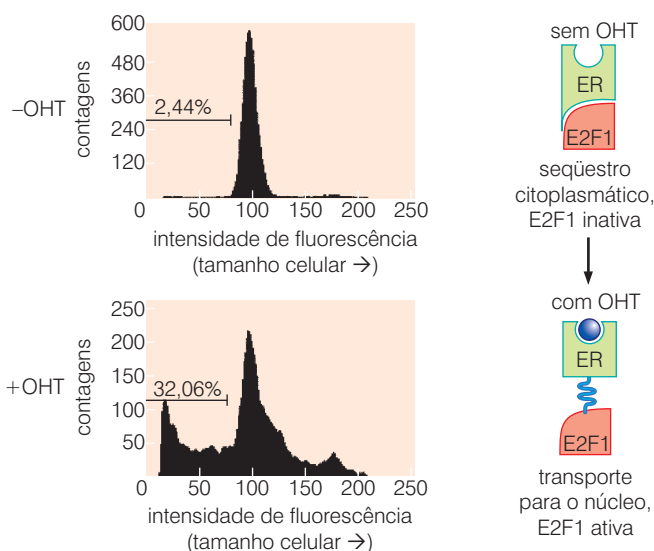 600
480
360
240
120
–OHT
contagens
2,44%
0 50 100 150 200 250
intensidade de fluorescência
(tamanho celular →)
250
200
150
100
50
+OHT
contagens
32,06%
0 50 100 150 200 250
intensidade de fluorescência
(tamanho celular →)
sem OHT
ER
E2F1
seqüestro
citoplasmático,
E2F1 inativa
com OHT
ER
E2F1
transporte
para o núcleo,
E2F1 ativa